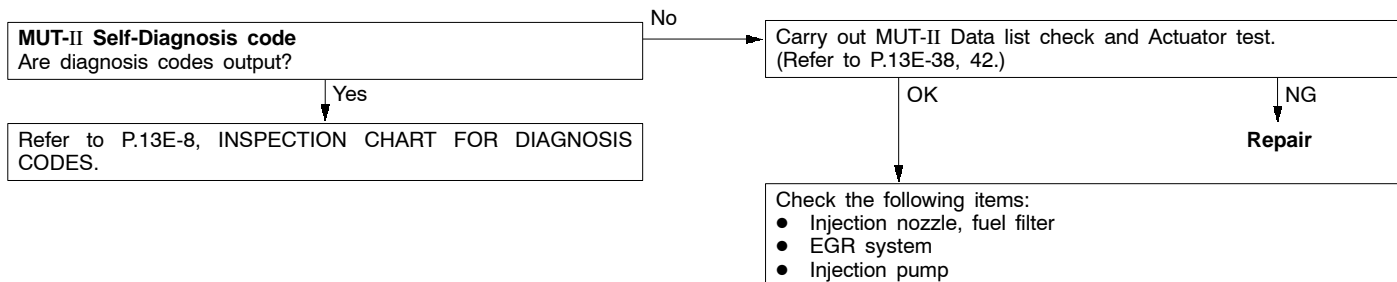 MUT-II Self-Diagnosis code
Are diagnosis codes output?
No
Carry out MUT-II Data list check and Actuator test.
(Refer to P.13E-38, 42.)
Yes
OK
NG
Refer to P.13E-8, INSPECTION CHART FOR DIAGNOSIS
CODES.
Repair
Check the following items:
● Injection nozzle, fuel filter
● EGR system
● Injection pump